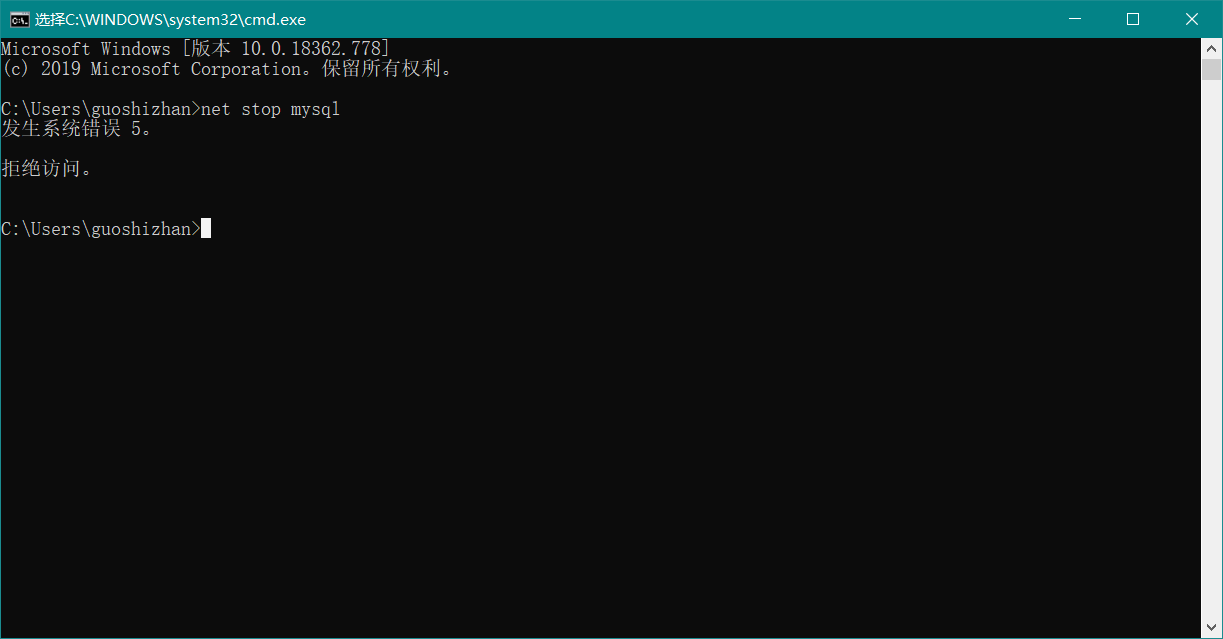 选择C:\WINDOWS\system32\cmd.exe
Microsoft Windows [版本 10.0.18362.778]
(c) 2019 Microsoft Corporation。保留所有权利。
C:\Users\guoshizhan>net stop mysql
发生系统错误 5。
拒绝访问。
C:\Users\guoshizhan>